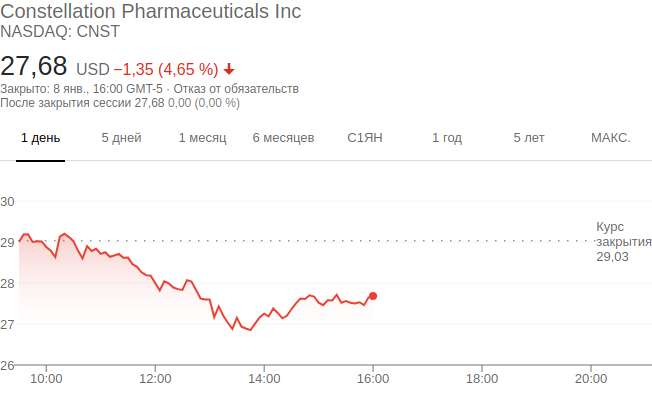 Constellation Pharmaceuticals Inc
NASDAQ: CNST
27,68 USD −1,35 (4,65 %)
Закрыто: 8 янв., 16:00 GMT-5 · Отказ от обязательств
После закрытия сессии 27,68 0,00 (0,00 %)
1 день 5 дней 1 месяц 6 месяцев С1ЯН 1 год 5 лет МАКС.
30
29
28
27
26
Курс
закрытия
29,03
10:00 12:00 14:00 16:00 18:00 20:00